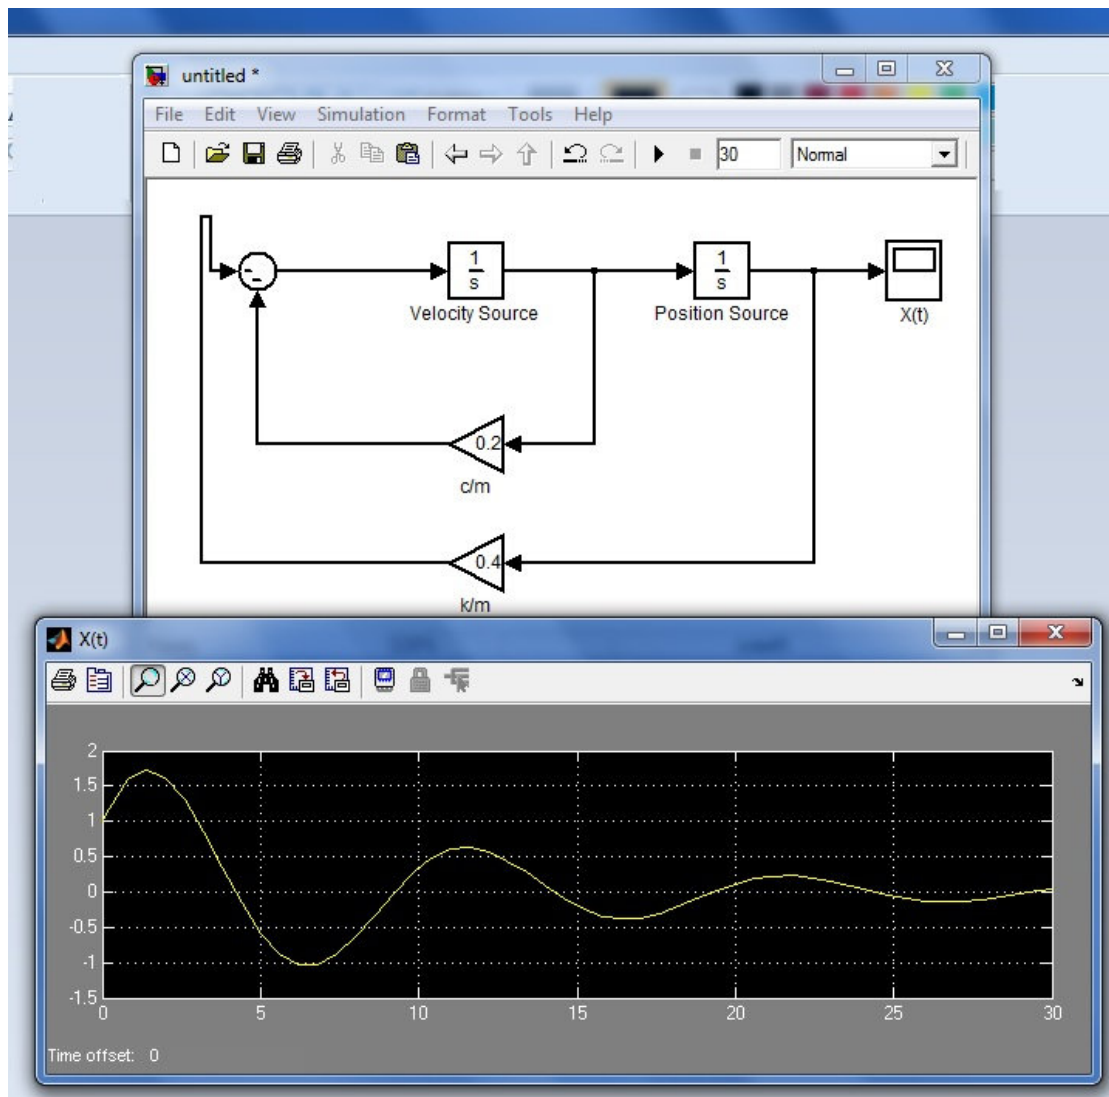 untitled *
File Edit View Simulation Format Tools Help
30 Normal
1
s
Velocity Source
1
s
Position Source
X(t)
0.2
c/m
0.4
k/m
X(t)
2
1.5
1
0.5
0
-0.5
-1
-1.5
0 5 10 15 20 25 30
Time offset: 0